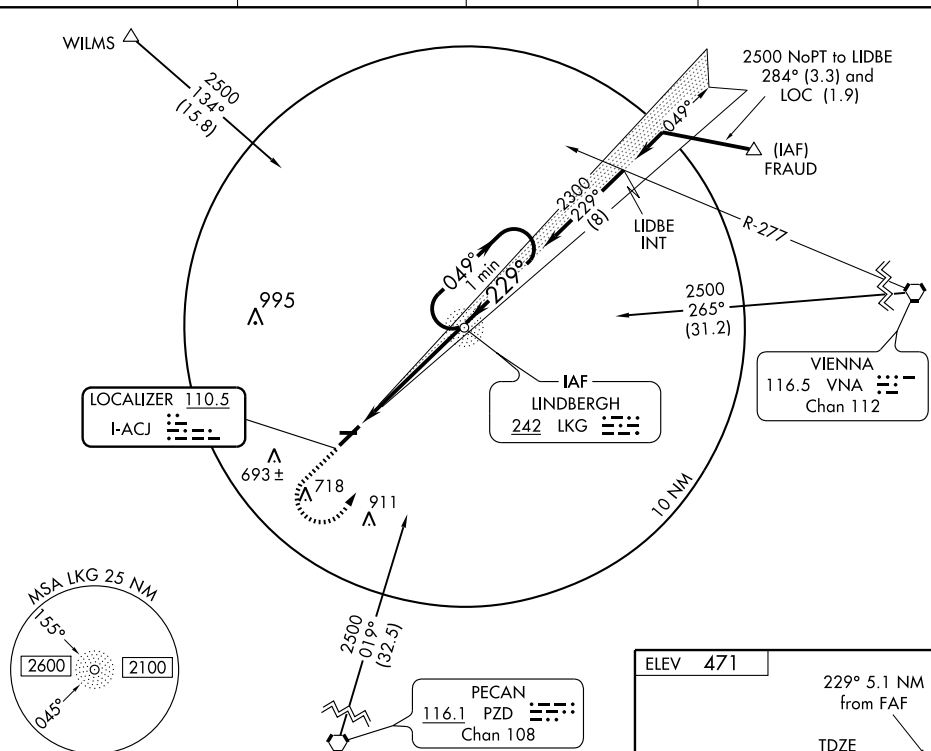 WILMS
2500
134°
(15.8)
2500 NoPT to LIDBE
284° (3.3) and
LOC (1.9)
049°
(IAF)
FRAUD
2300
229°
(8)
LIDBE
INT
R-277
049°
1 min
229°
995
2500
265°
(31.2)
VIENNA
116.5 VNA
Chan 112
IAF
LINDBERGH
242 LKG
LOCALIZER 110.5
I-ACJ
693 ±
718
911
10 NM
MSA LKG 25 NM
155°
2600
2100
045°
2500
019°
(32.5)
PECAN
116.1 PZD
Chan 108
ELEV 471
229° 5.1 NM
from FAF
TDZE